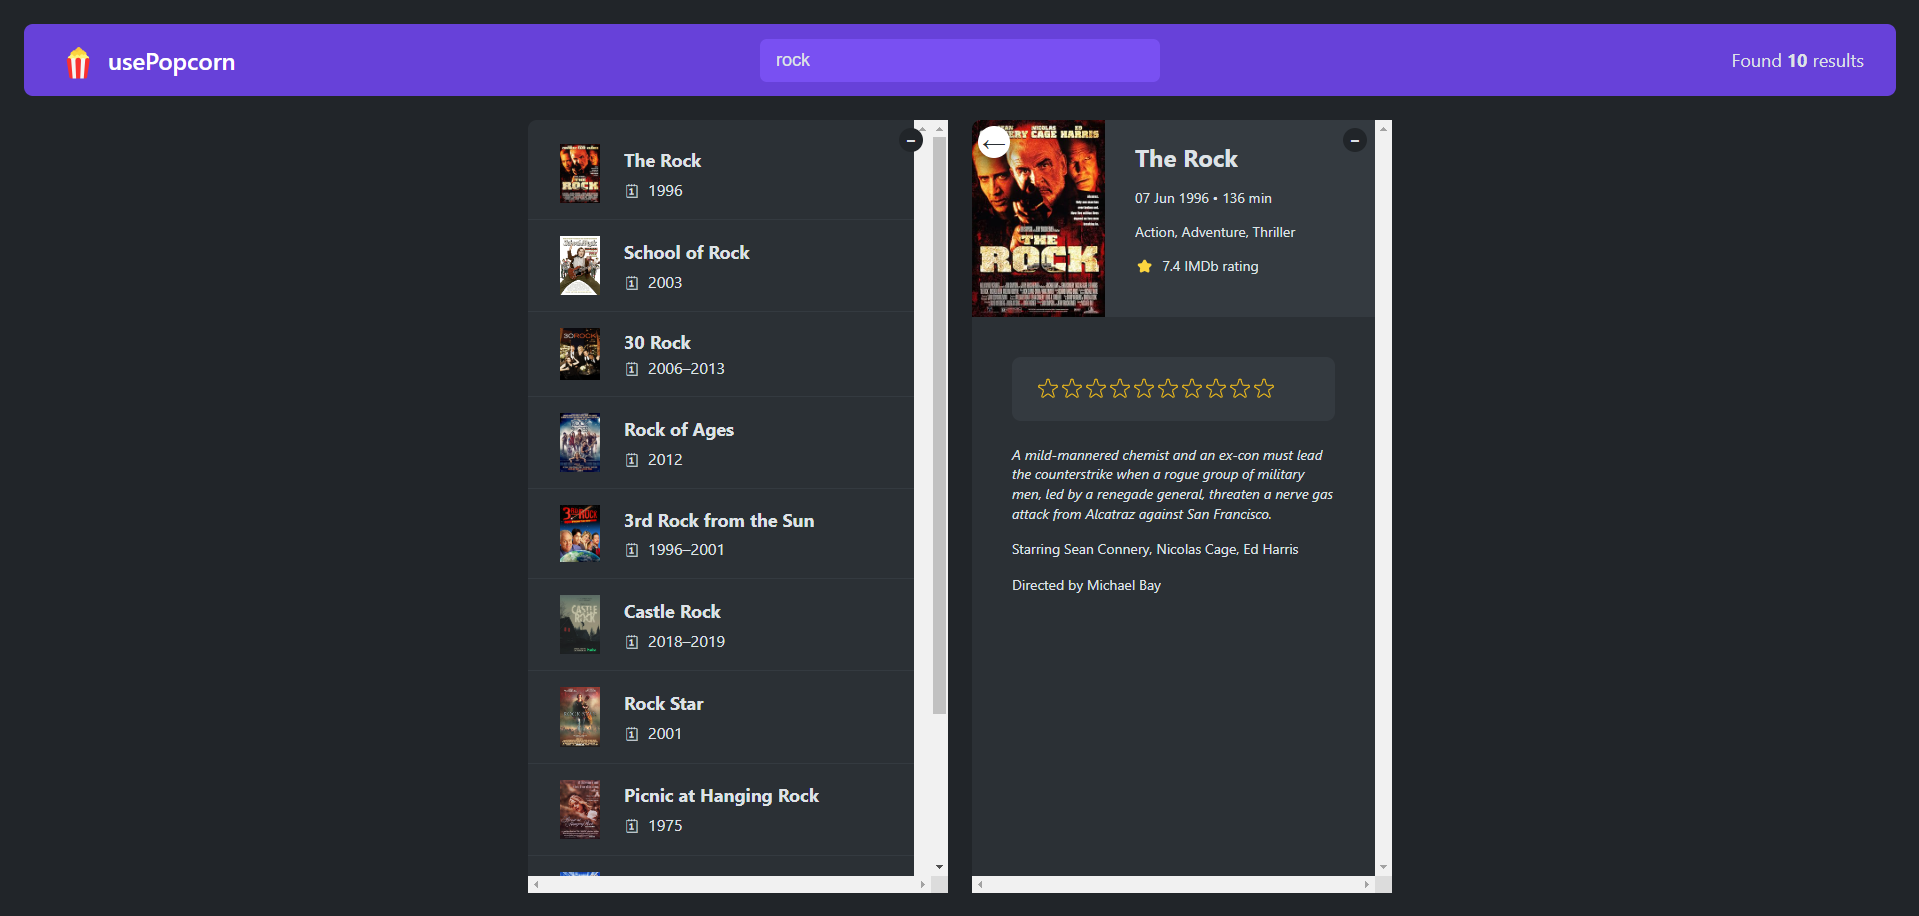 usePopcorn
rock
Found 10 results
The Rock
1996
School of Rock
2003
30 Rock
2006–2013
Rock of Ages
2012
3rd Rock from the Sun
1996–2001
Castle Rock
2018–2019
Rock Star
2001
Picnic at Hanging Rock
1975
NICOLAS ED
CAGE HARRIS
THE
ROCK
The Rock
07 Jun 1996 • 136 min
Action, Adventure, Thriller
7.4 IMDb rating
A mild-mannered chemist and an ex-con must lead
the counterstrike when a rogue group of military
men, led by a renegade general, threaten a nerve gas
attack from Alcatraz against San Francisco.
Starring Sean Connery, Nicolas Cage, Ed Harris
Directed by Michael Bay